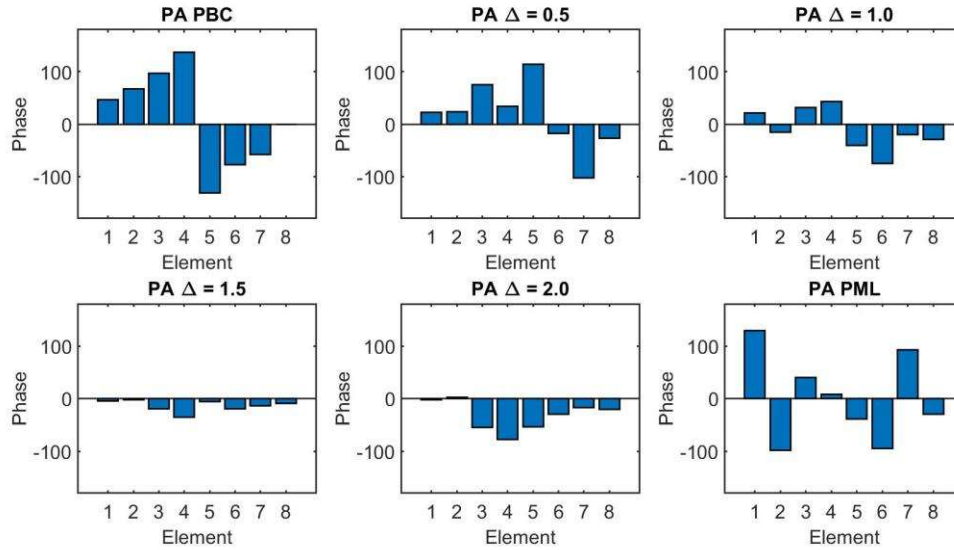 PA PBC
PA Δ = 0.5
PA Δ = 1.0
100
0
-100
Phase
1 2 3 4 5 6 7 8
Element
100
0
-100
Phase
1 2 3 4 5 6 7 8
Element
100
0
-100
Phase
1 2 3 4 5 6 7 8
Element
PA Δ = 1.5
PA Δ = 2.0
PA PML
100
0
-100
Phase
1 2 3 4 5 6 7 8
Element
100
0
-100
Phase
1 2 3 4 5 6 7 8
Element
100
0
-100
Phase
1 2 3 4 5 6 7 8
Element